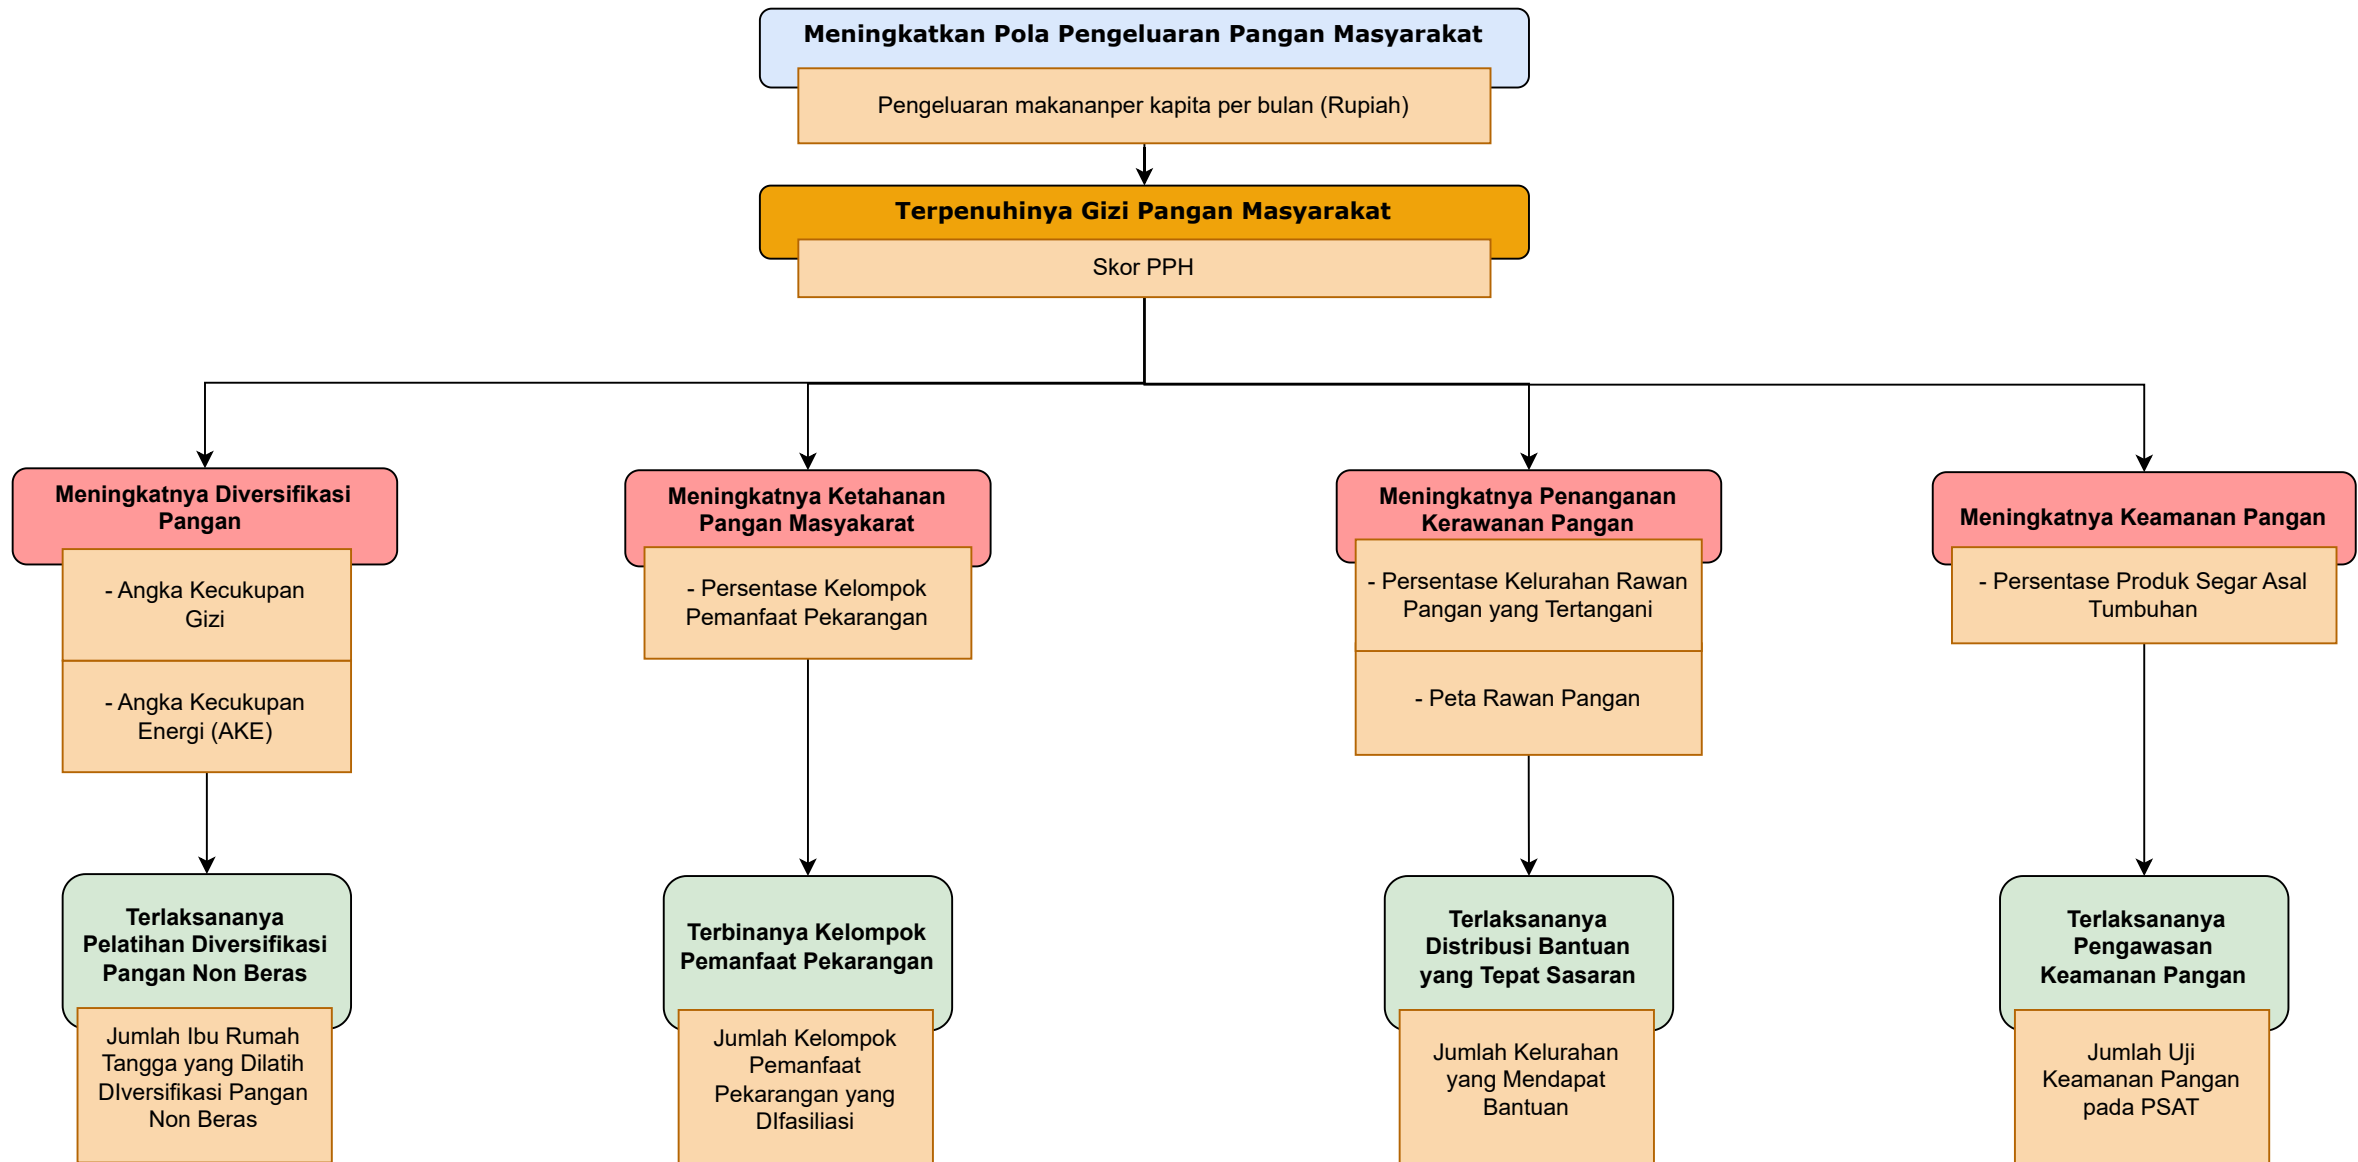 Meningkatkan Pola Pengeluaran Pangan Masyarakat
Pengeluaran makananper kapita per bulan (Rupiah)
Terpenuhinya Gizi Pangan Masyarakat
Skor PPH
Meningkatnya Diversifikasi
Pangan
- Angka Kecukupan
Gizi
- Angka Kecukupan
Energi (AKE)
Terlaksananya
Pelatihan Diversifikasi
Pangan Non Beras
Jumlah Ibu Rumah
Tangga yang Dilatih
DIversifikasi Pangan
Non Beras
Meningkatnya Ketahanan
Pangan Masyakarat
- Persentase Kelompok
Pemanfaat Pekarangan
Terbinanya Kelompok
Pemanfaat Pekarangan
Jumlah Kelompok
Pemanfaat
Pekarangan yang
DIfasiliasi
Meningkatnya Penanganan
Kerawanan Pangan
- Persentase Kelurahan Rawan
Pangan yang Tertangani
- Peta Rawan Pangan
Terlaksananya
Distribusi Bantuan
yang Tepat Sasaran
Jumlah Kelurahan
yang Mendapat
Bantuan
Meningkatnya Keamanan Pangan
- Persentase Produk Segar Asal
Tumbuhan
Terlaksananya
Pengawasan
Keamanan Pangan
Jumlah Uji
Keamanan Pangan
pada PSAT